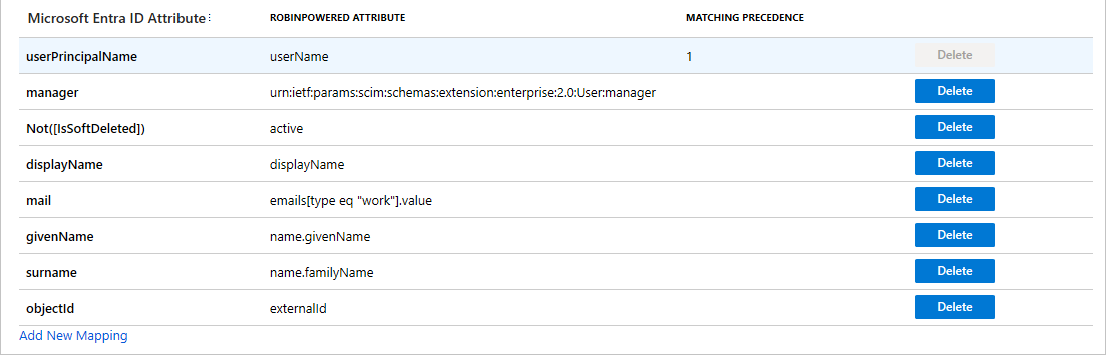 Microsoft Entra ID Attribute ROBINPOWERED ATTRIBUTE MATCHING PRECEDENCE
userPrincipalName userName 1 Delete
manager urn:ietf:params:scim:schemas:extension:enterprise:2.0:User:manager Delete
Not([IsSoftDeleted]) active Delete
displayName displayName Delete
mail emails[type eq "work"].value Delete
givenName name.givenName Delete
surname name.familyName Delete
objectId externalId Delete
Add New Mapping